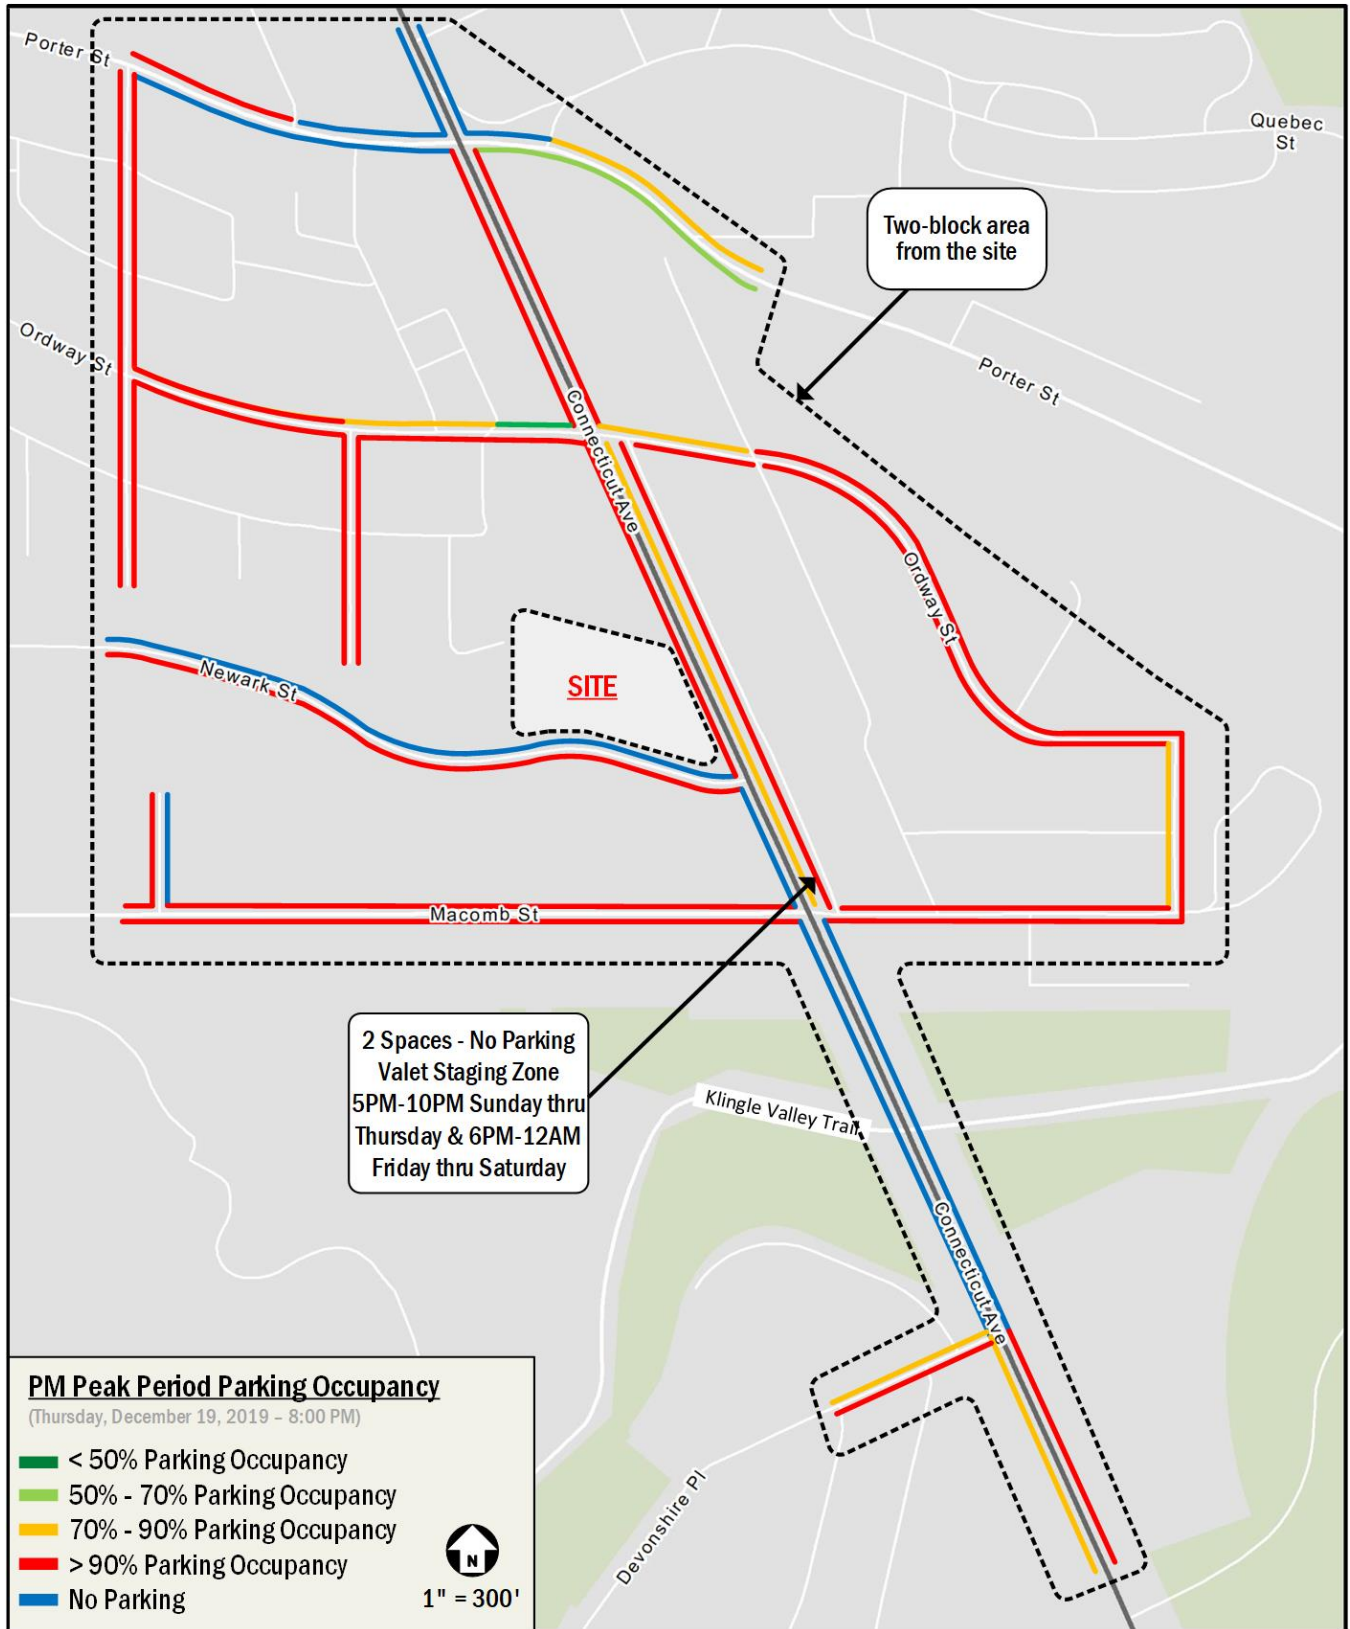 Porter St
Quebec
St
Two-block area
from the site
Ordway St
Porter St
Connecticut Ave
Ordway St
SITE
Newark St
Macomb St
2 Spaces - No Parking
Valet Staging Zone
5PM-10PM Sunday thru
Thursday & 6PM-12AM
Friday thru Saturday
Klingle Valley Trail
Connecticut Ave
Devonshire Pl
PM Peak Period Parking Occupancy
(Thursday, December 19, 2019 – 8:00 PM)
< 50% Parking Occupancy
50% - 70% Parking Occupancy
70% - 90% Parking Occupancy
> 90% Parking Occupancy
No Parking
N
1" = 300'